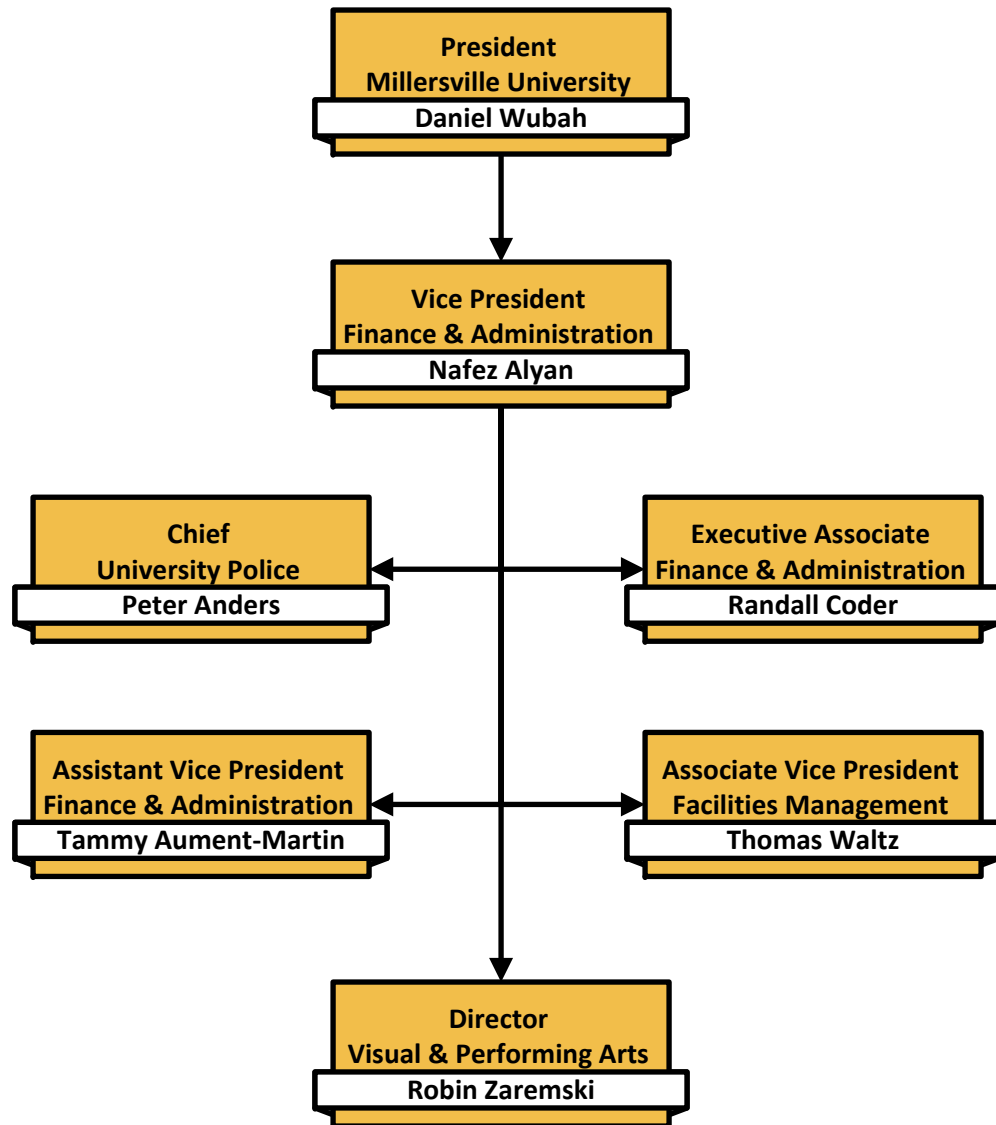 President
Millersville University
Daniel Wubah
Vice President
Finance & Administration
Nafez Alyan
Chief
University Police
Peter Anders
Executive Associate
Finance & Administration
Randall Coder
Assistant Vice President
Finance & Administration
Tammy Aument-Martin
Associate Vice President
Facilities Management
Thomas Waltz
Director
Visual & Performing Arts
Robin Zaremski